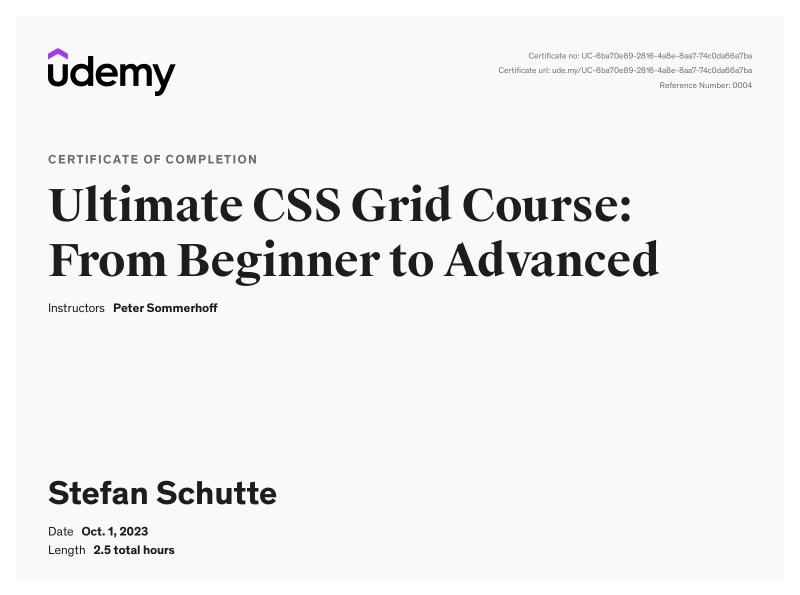 udemy
Certificate no: UC-6ba70e89-2816-4a8e-8aa7-74c0da66a7ba
Certificate url: ude.my/UC-6ba70e89-2816-4a8e-8aa7-74c0da66a7ba
Reference Number: 0004
CERTIFICATE OF COMPLETION
Ultimate CSS Grid Course:
From Beginner to Advanced
Instructors Peter Sommerhoff
Stefan Schutte
Date Oct. 1, 2023
Length 2.5 total hours